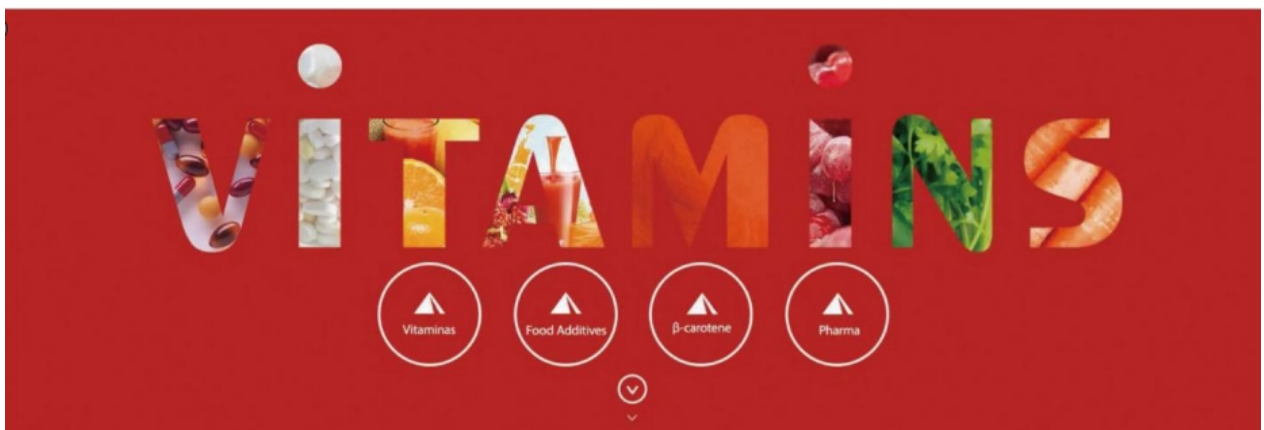 ViTAMiNS
Vitaminas
Food Additives
β-carotene
Pharma